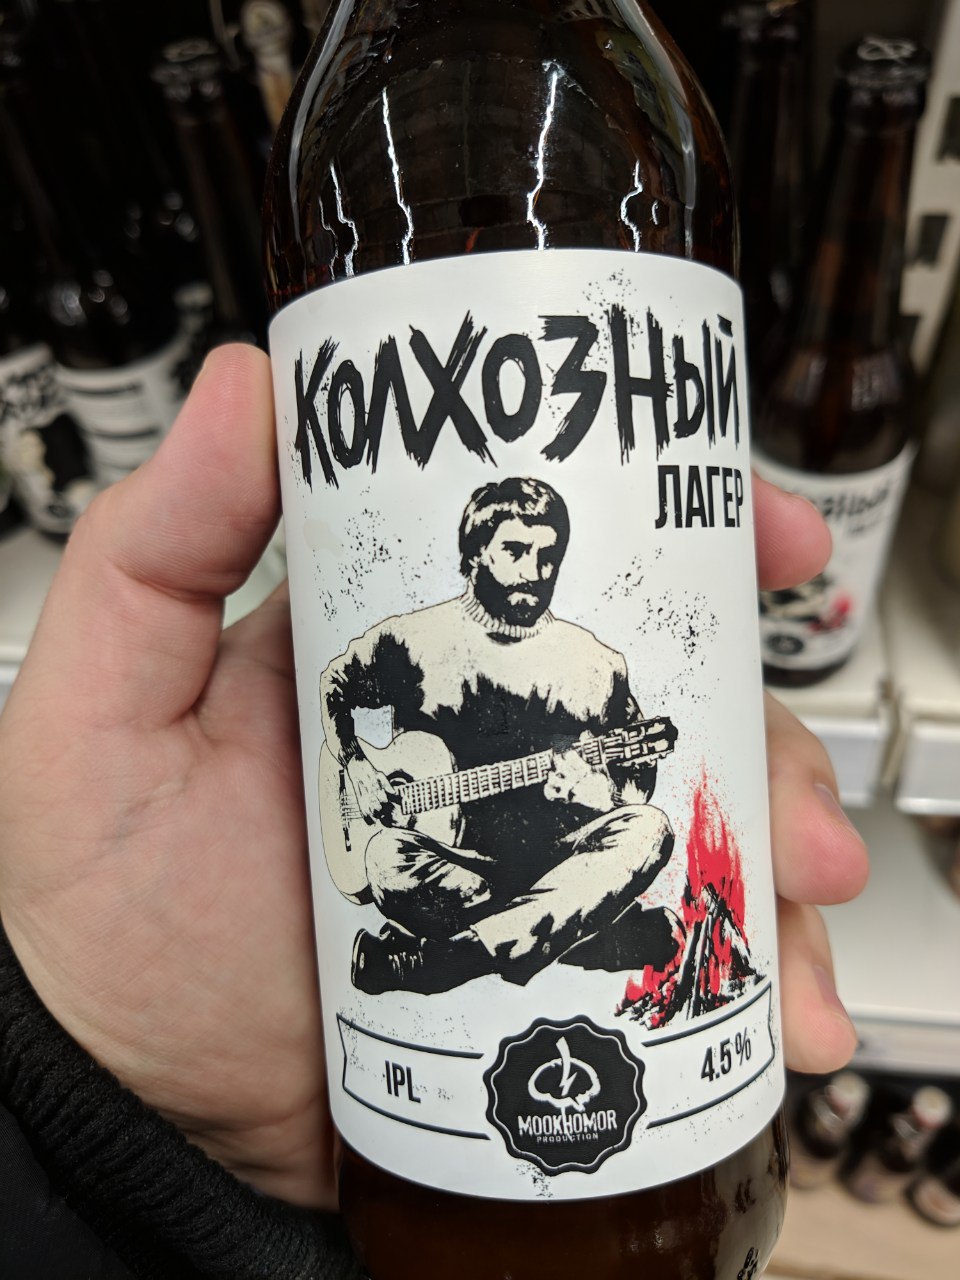 КОЛХОЗНЫЙ
ЛАГЕР
IPL
4.5%
MOOKHOMOR
PRODUCTION